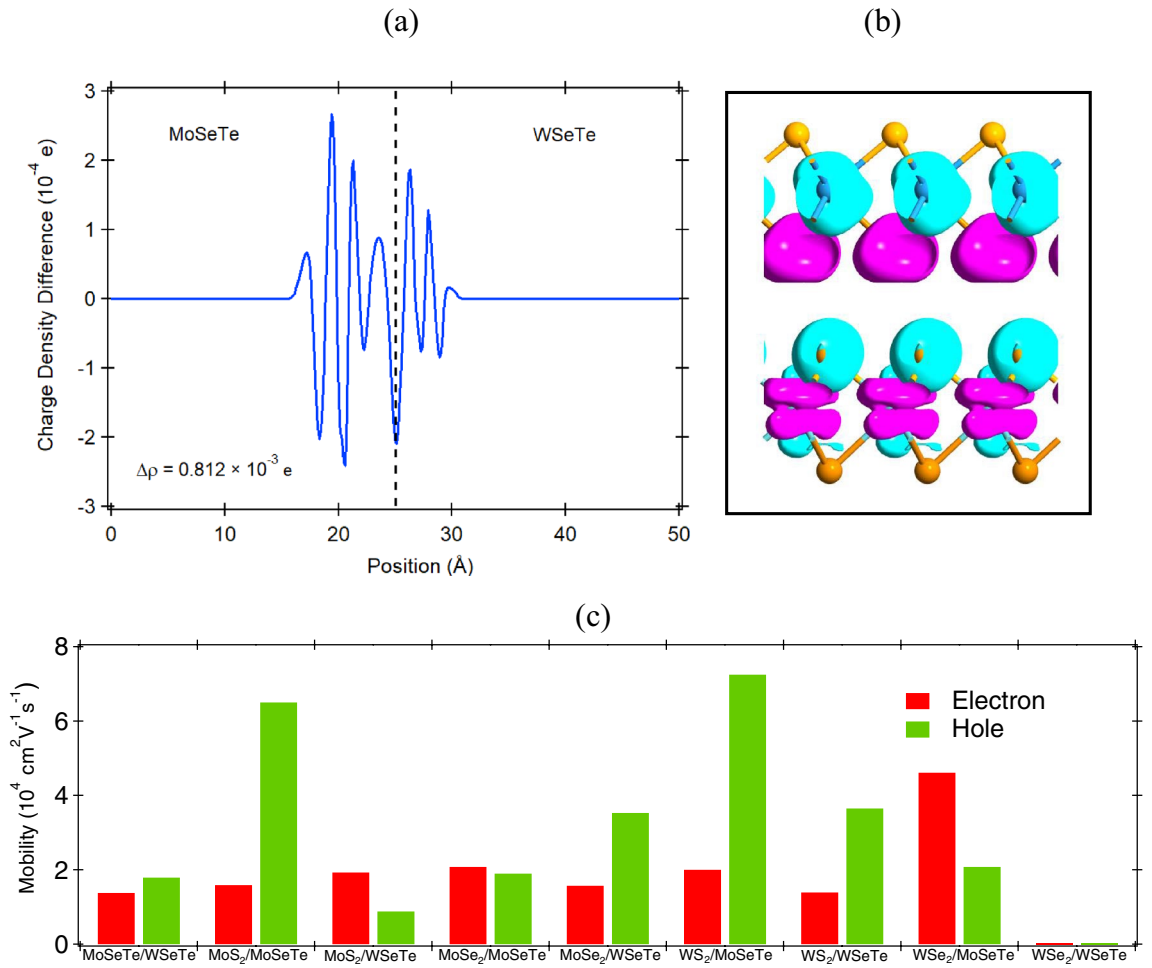 (a)
(b)
3
2
1
0
-1
-2
-3
Charge Density Difference (10⁻⁴ e)
MoSeTe
WSeTe
Δρ = 0.812 × 10⁻³ e
0
10
20
30
40
50
Position (Å)
(c)
8
6
4
2
0
Mobility (10⁴ cm²V⁻¹s⁻¹)
Electron
Hole
MoSeTe/WSeTe
MoS₂/MoSeTe
MoS₂/WSeTe
MoSe₂/MoSeTe
MoSe₂/WSeTe
WS₂/MoSeTe
WS₂/WSeTe
WSe₂/MoSeTe
WSe₂/WSeTe